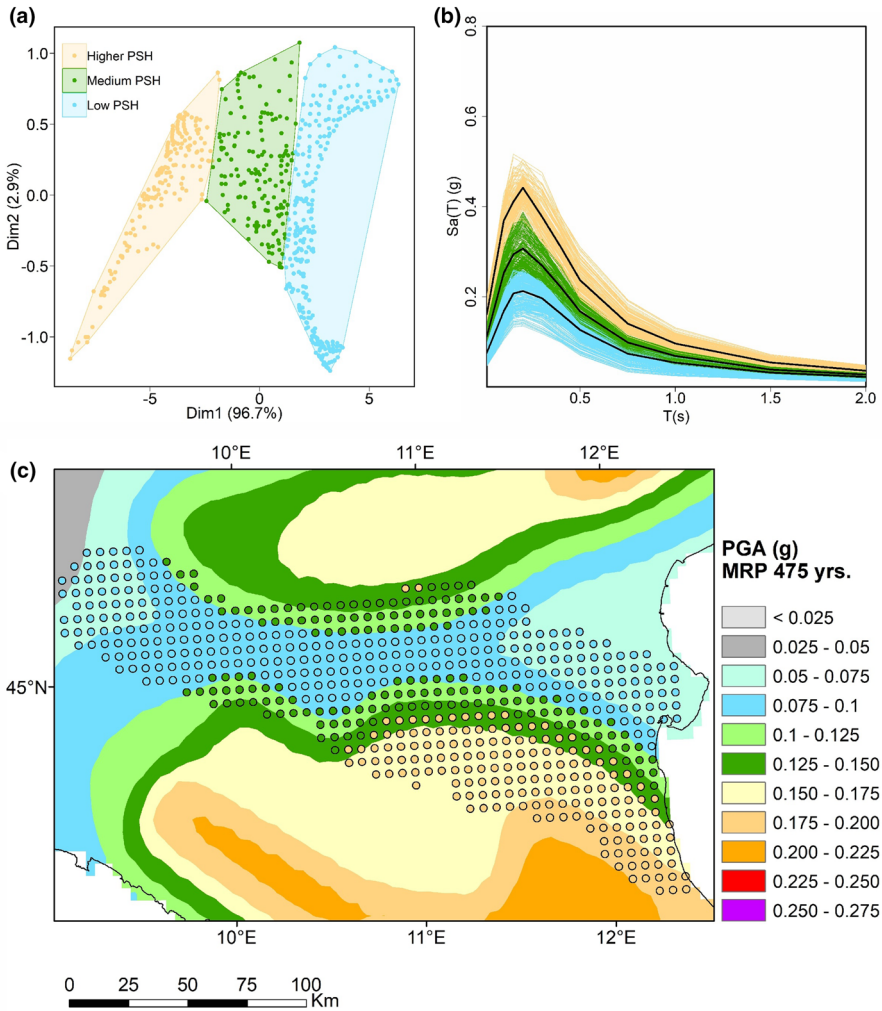 (a)
1.0
0.5
0.0
-0.5
-1.0
Dim2 (2.9%)
Higher PSH
Medium PSH
Low PSH
-5
0
5
Dim1 (96.7%)
(b)
0.8
0.6
0.4
0.2
Sa(T) (g)
0.5
1.0
1.5
2.0
T(s)
(c)
10°E
11°E
12°E
45°N
10°E
11°E
12°E
PGA (g)
MRP 475 yrs.
< 0.025
0.025 - 0.05
0.05 - 0.075
0.075 - 0.1
0.1 - 0.125
0.125 - 0.150
0.150 - 0.175
0.175 - 0.200
0.200 - 0.225
0.225 - 0.250
0.250 - 0.275
0 25 50 75 100
Km